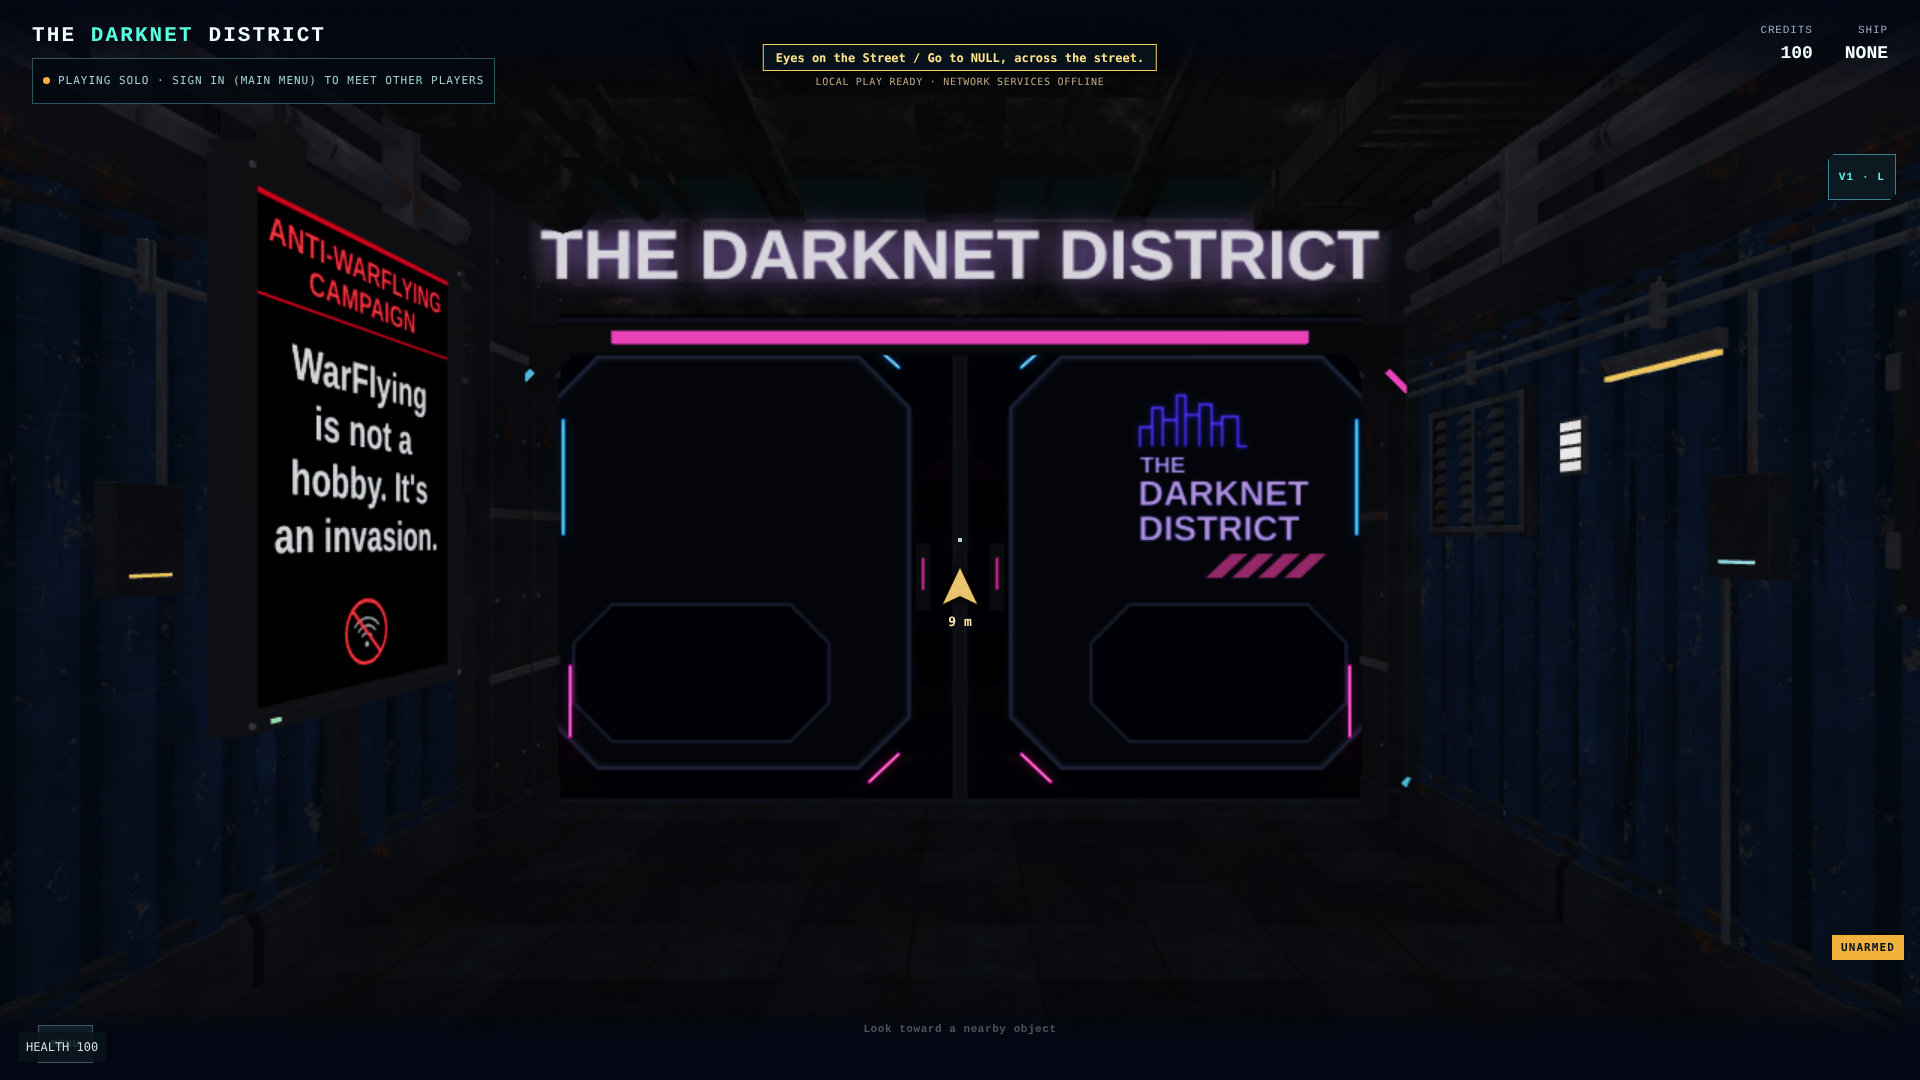 THE DARKNET DISTRICT
PLAYING SOLO · SIGN IN (MAIN MENU) TO MEET OTHER PLAYERS
Eyes on the Street / Go to NULL, across the street.
LOCAL PLAY READY · NETWORK SERVICES OFFLINE
CREDITS
100
SHIP
NONE
V1 · L
ANTI-WARFLYING
CAMPAIGN
WarFlying
is not a
hobby. It's
an invasion.
THE DARKNET DISTRICT
THE
DARKNET
DISTRICT
9 m
UNARMED
Look toward a nearby object
HEALTH 100